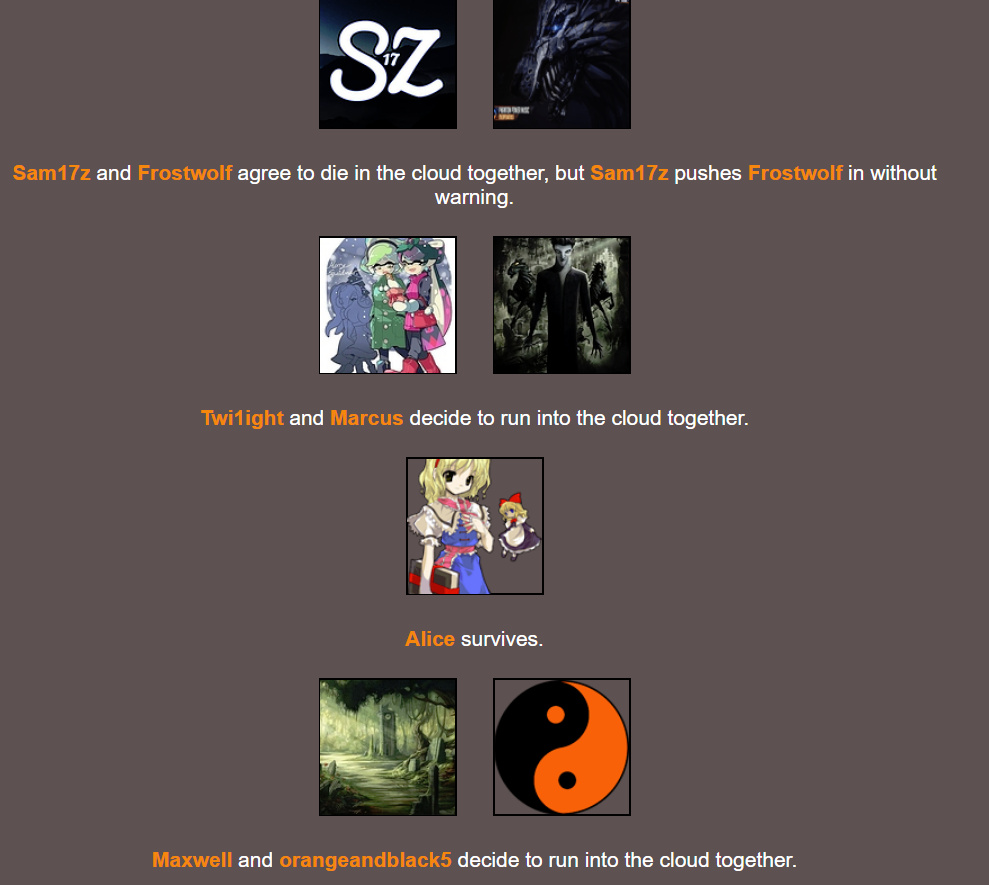 SZ
17
Sam17z and Frostwolf agree to die in the cloud together, but Sam17z pushes Frostwolf in without
warning.
Twi1ight and Marcus decide to run into the cloud together.
Alice survives.
Maxwell and orangeandblack5 decide to run into the cloud together.